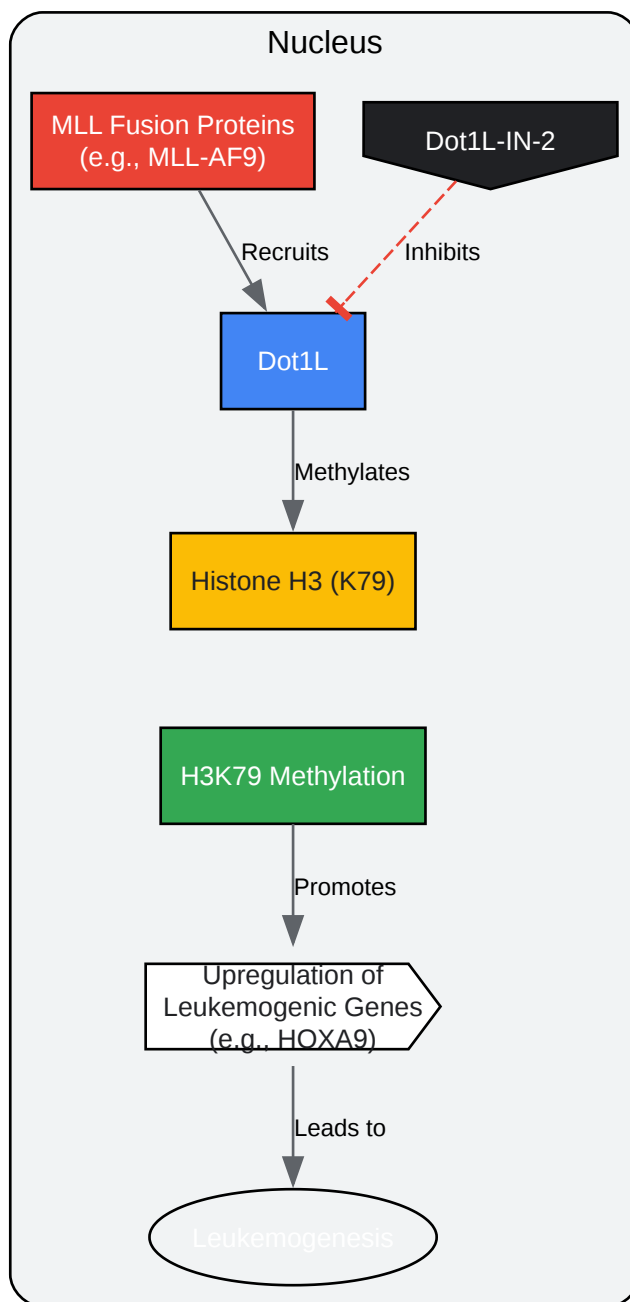 Nucleus
MLL Fusion Proteins
(e.g., MLL-AF9)
Dot1L-IN-2
Recruits
Inhibits
Dot1L
Methylates
Histone H3 (K79)
H3K79 Methylation
Promotes
Upregulation of
Leukemogenic Genes
(e.g., HOXA9)
Leads to
Leukemogenesis